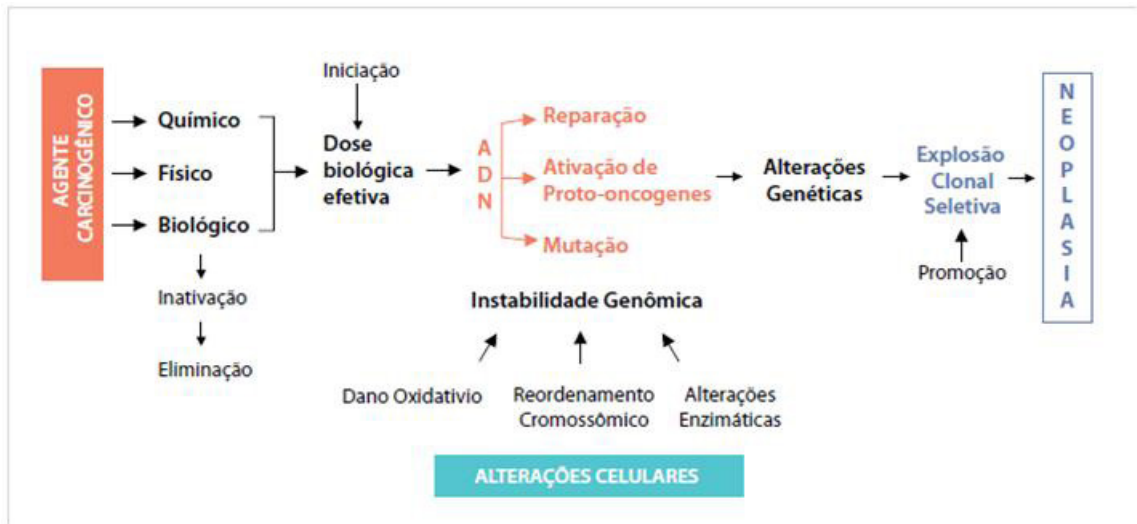 AGENTE
CARCINOGÊNICO
Químico
Físico
Biológico
Inativação
Eliminação
Iniciação
Dose
biológica
efetiva
A
D
N
Reparação
Ativação de
Proto-oncogenes
Mutação
Alterações
Genéticas
Explosão
Clonal
Seletiva
Promoção
N
E
O
P
L
A
S
I
A
Instabilidade Genômica
Dano Oxidativio
Reordenamento
Cromossômico
Alterações
Enzimáticas
ALTERAÇÕES CELULARES